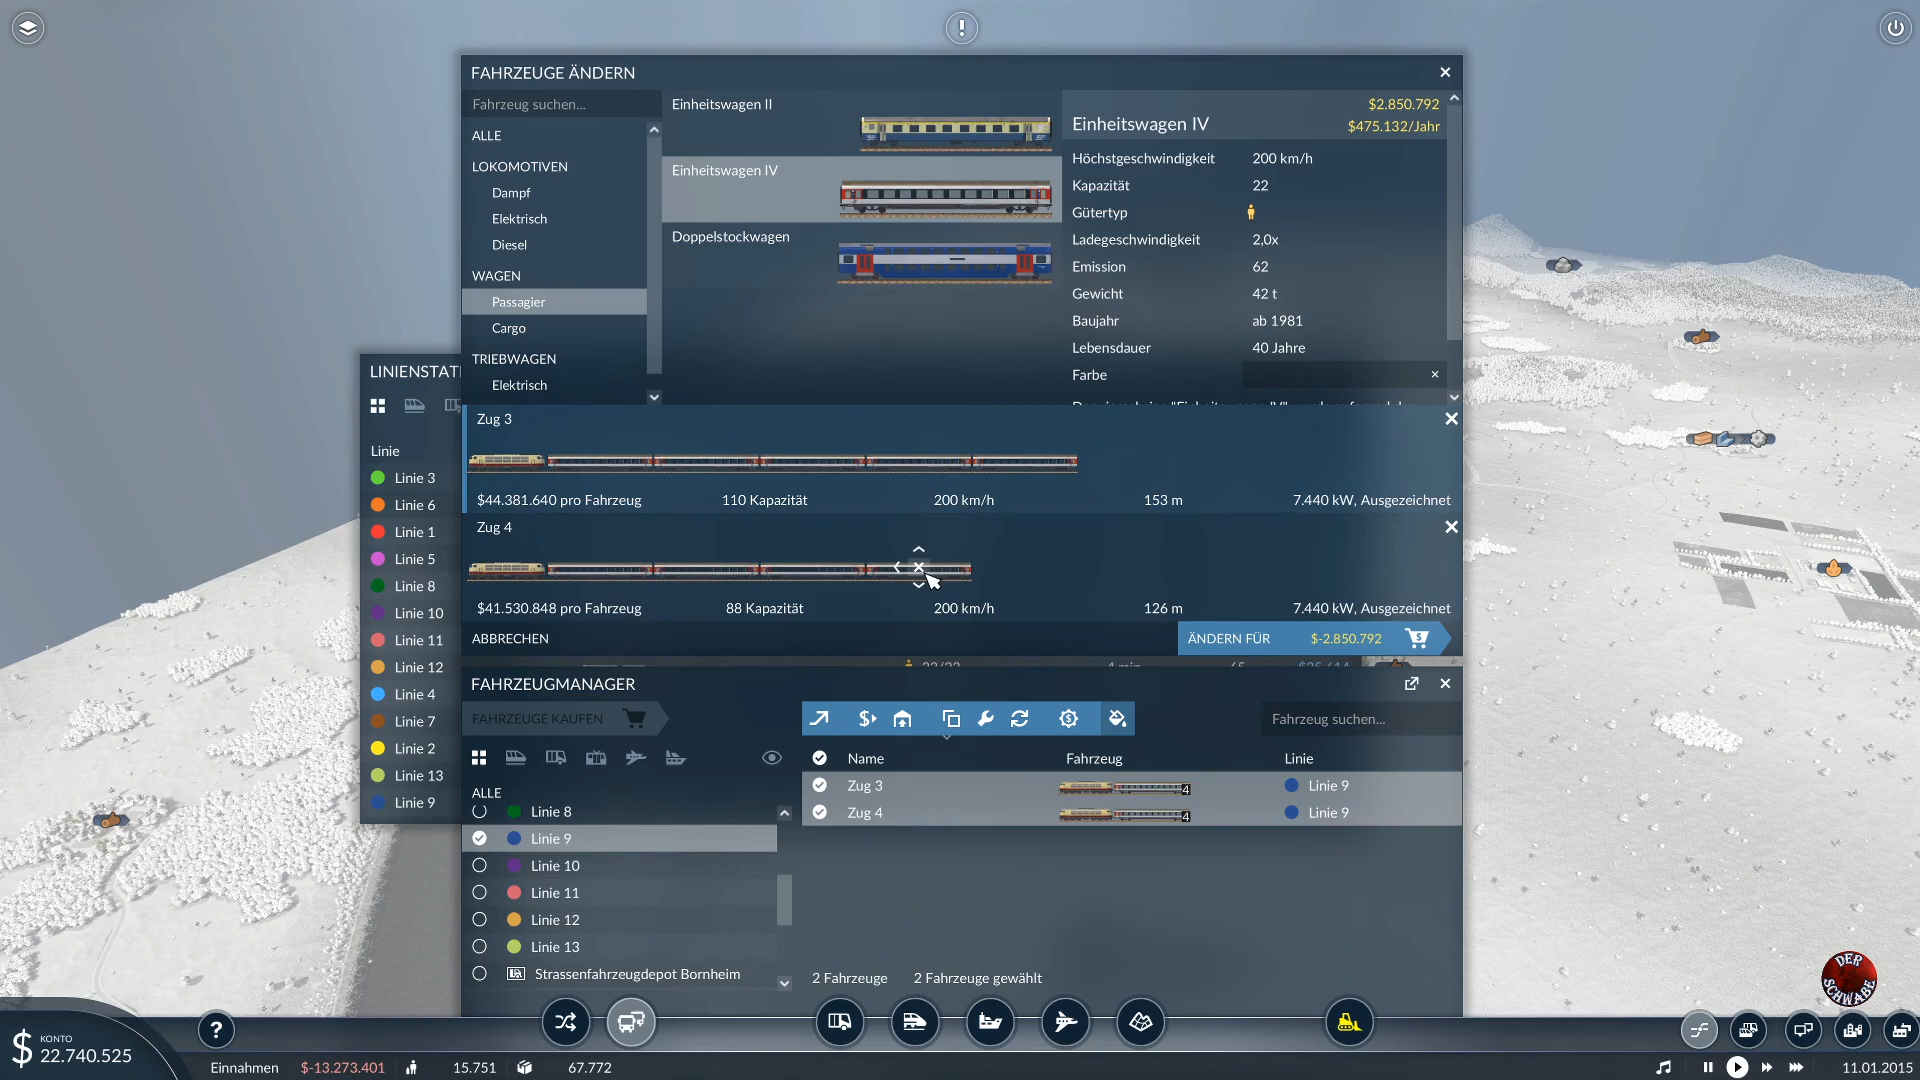 FAHRZEUGE ÄNDERN
Fahrzeug suchen...
ALLE
LOKOMOTIVEN
Dampf
Elektrisch
Diesel
WAGEN
Passagier
Cargo
TRIEBWAGEN
Elektrisch
Einheitswagen II
Einheitswagen IV
Doppelstockwagen
$2.850.792
Einheitswagen IV $475.132/Jahr
Höchstgeschwindigkeit 200 km/h
Kapazität 22
Gütertyp
Ladegeschwindigkeit 2,0x
Emission 62
Gewicht 42 t
Baujahr ab 1981
Lebensdauer 40 Jahre
Farbe
Zug 3
$44.381.640 pro Fahrzeug 110 Kapazität 200 km/h 153 m 7.440 kW, Ausgezeichnet
Zug 4
$41.530.848 pro Fahrzeug 88 Kapazität 200 km/h 126 m 7.440 kW, Ausgezeichnet
ABBRECHEN ÄNDERN FÜR $-2.850.792
LINIENSTATI
Linie
Linie 3
Linie 6
Linie 1
Linie 5
Linie 8
Linie 10
Linie 11
Linie 12
Linie 4
Linie 7
Linie 2
Linie 13
Linie 9
FAHRZEUGMANAGER
FAHRZEUGE KAUFEN
Fahrzeug suchen...
ALLE
Linie 8
Linie 9
Linie 10
Linie 11
Linie 12
Linie 13
Strassenfahrzeugdepot Bornheim
Name Fahrzeug Linie
Zug 3 4 Linie 9
Zug 4 4 Linie 9
2 Fahrzeuge 2 Fahrzeuge gewählt
DER
SCHWABE
KONTO
$ 22.740.525
?
Einnahmen $-13.273.401 15.751 67.772
11.01.2015